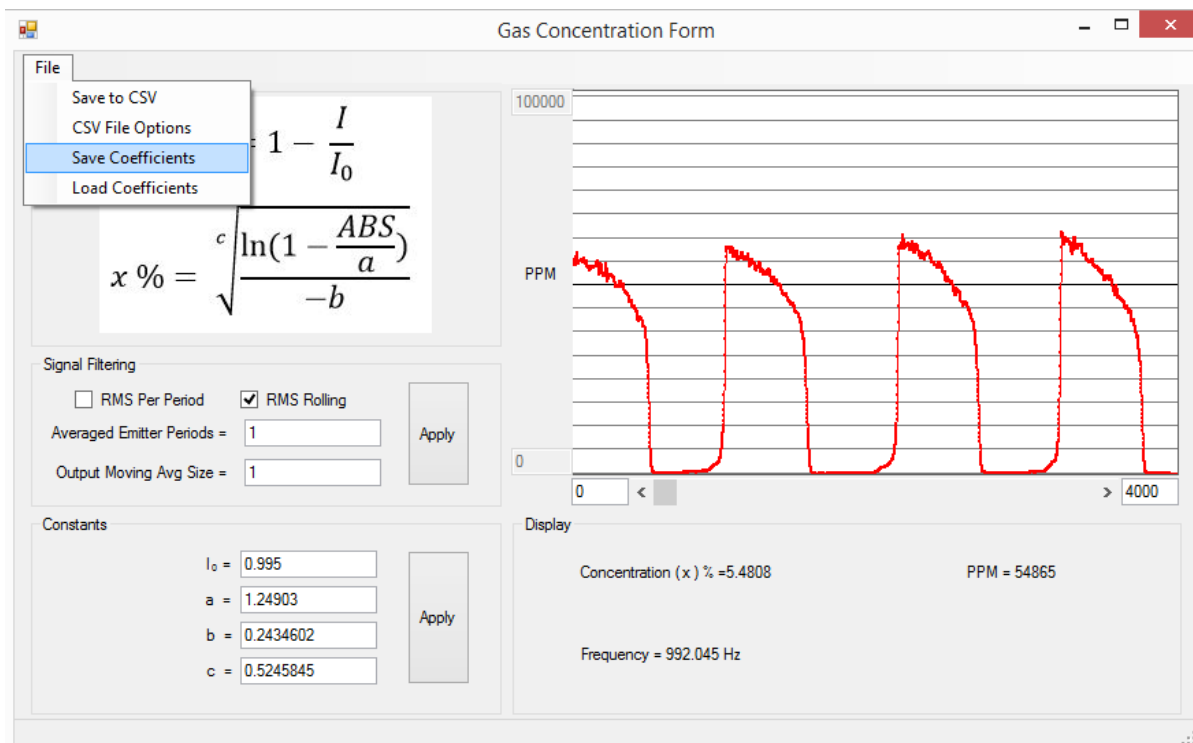 Gas Concentration Form
File
Save to CSV
CSV File Options
Save Coefficients
Load Coefficients
= 1 − I/I₀
x % = ᶜ√(ln(1 − ABS/a)/−b)
Signal Filtering
RMS Per Period RMS Rolling
Averaged Emitter Periods = 1
Output Moving Avg Size = 1
Apply
Constants
I₀ = 0.995
a = 1.24903
b = 0.2434602
c = 0.5245845
Apply
100000
PPM
0
0 < > 4000
Display
Concentration ( x ) % =5.4808 PPM = 54865
Frequency = 992.045 Hz